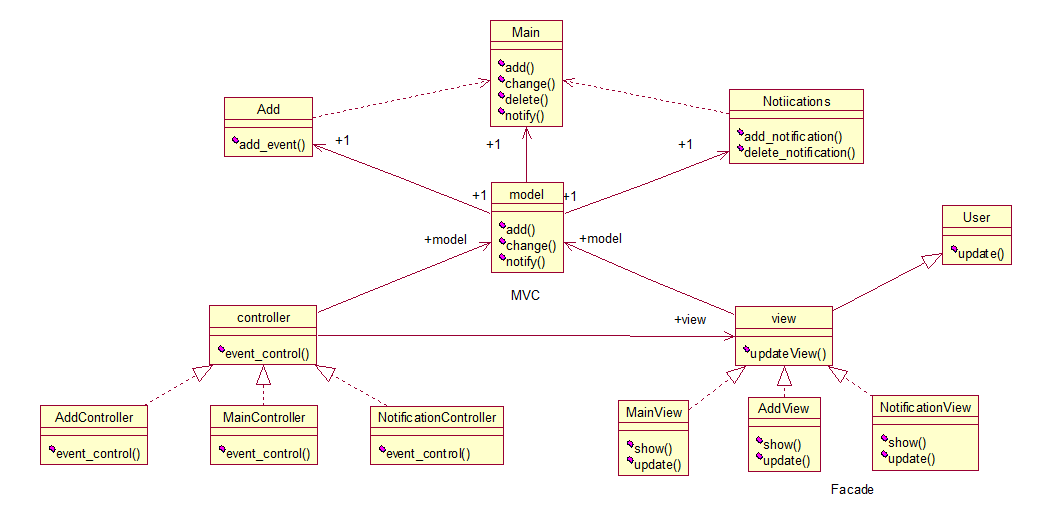 Main
add()
change()
delete()
notify()
Add
add_event()
Notiications
add_notification()
delete_notification()
+1
+1
+1
+1
+1
model
add()
change()
notify()
User
update()
+model
+model
MVC
controller
event_control()
+view
view
updateView()
AddController
event_control()
MainController
event_control()
NotificationController
event_control()
MainView
show()
update()
AddView
show()
update()
NotificationView
show()
update()
Facade